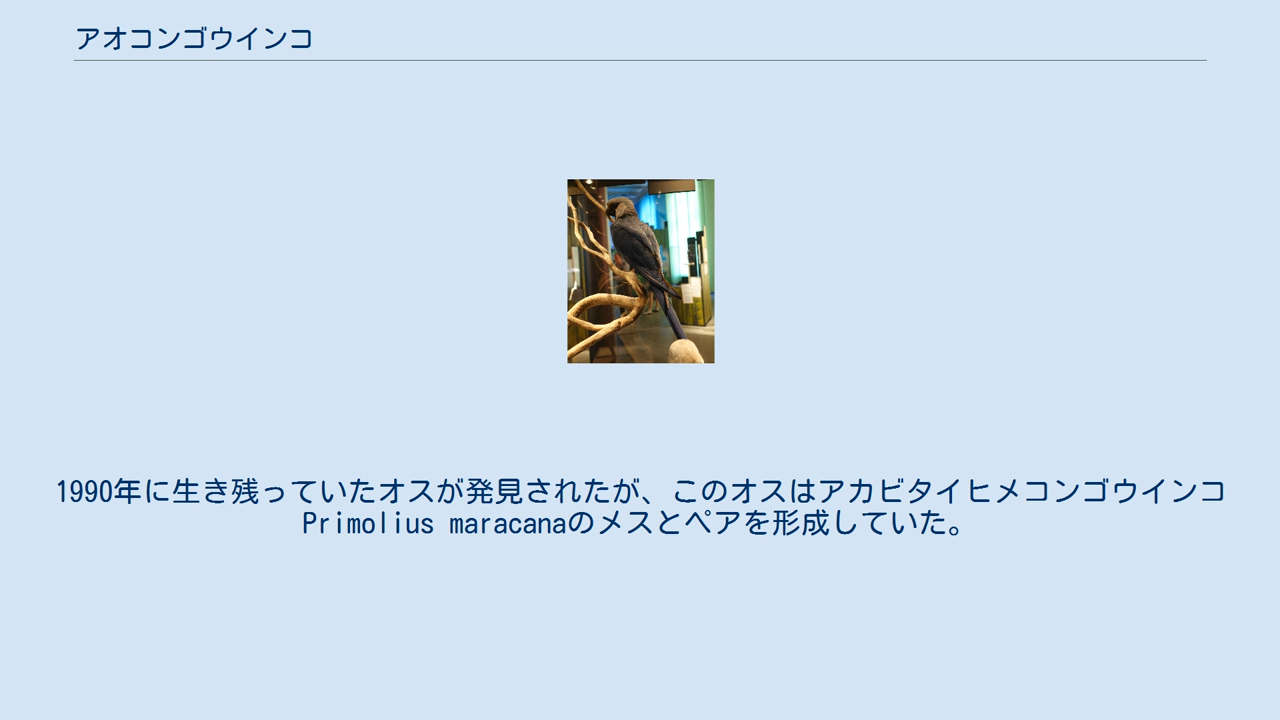 アオコンゴウインコ
1990年に生き残っていたオスが発見されたが、このオスはアカビタイヒメコンゴウインコ
Primolius maracanaのメスとペアを形成していた。